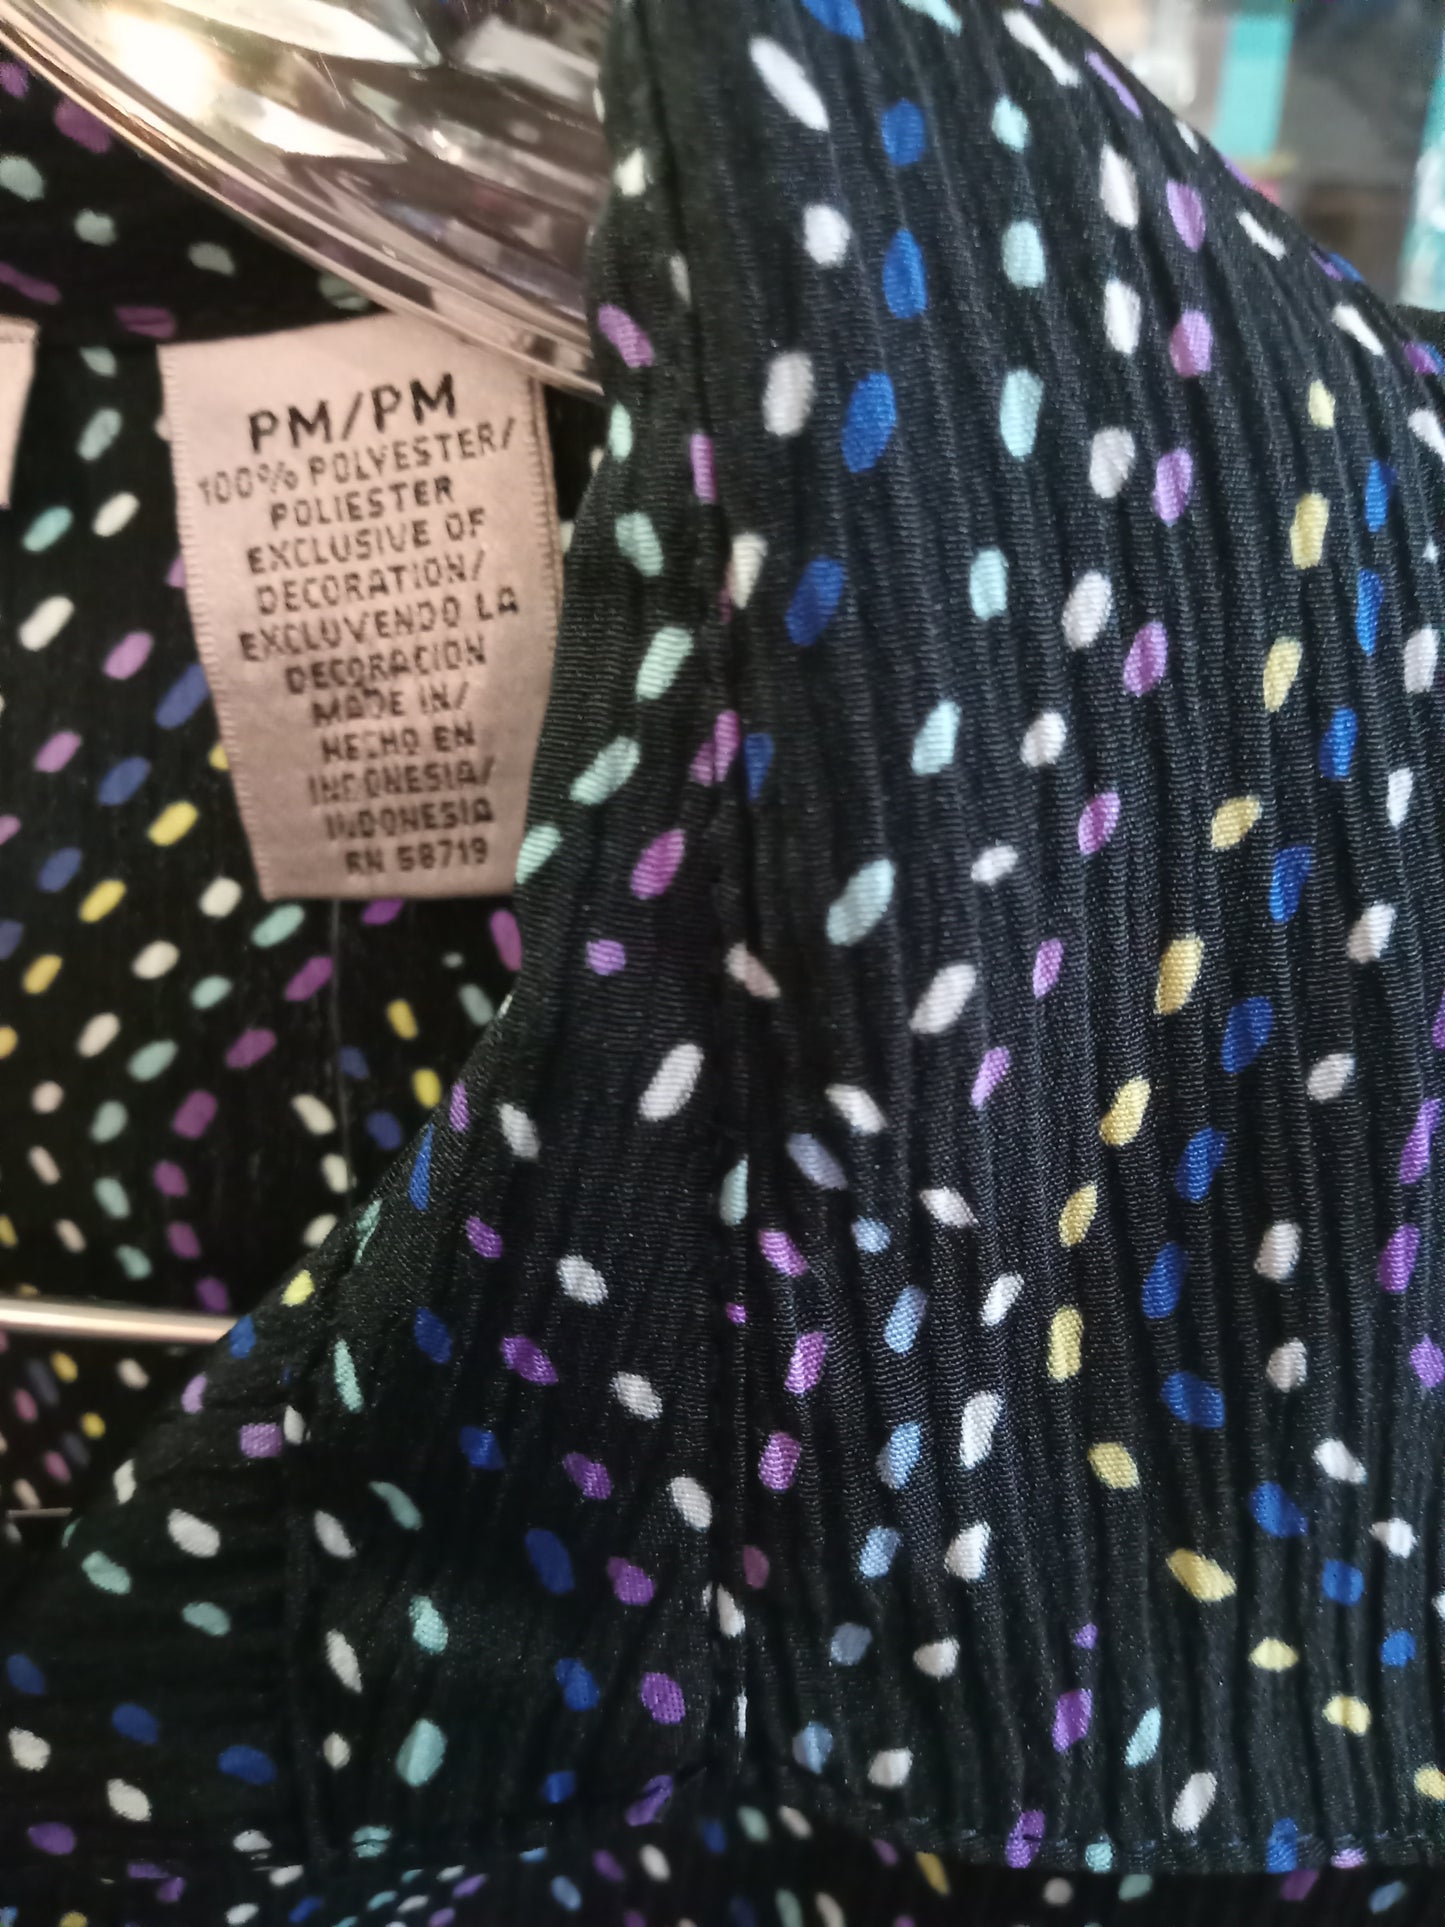 PM/PM
100% POLYESTER/
POLIESTER
EXCLUSIVE OF
DECORATION/
EXCLUYENDO LA
DECORACION
MADE IN/
HECHO EN
INDONESIA/
INDONESIA
RN 58719